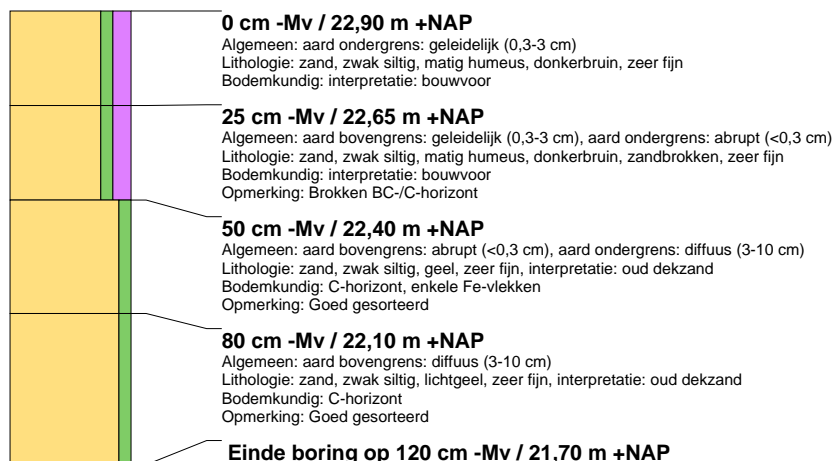 0 cm -Mv / 22,90 m +NAP
Algemeen: aard ondergrens: geleidelijk (0,3-3 cm)
Lithologie: zand, zwak siltig, matig humeus, donkerbruin, zeer fijn
Bodemkundig: interpretatie: bouwvoor
25 cm -Mv / 22,65 m +NAP
Algemeen: aard bovengrens: geleidelijk (0,3-3 cm), aard ondergrens: abrupt (<0,3 cm)
Lithologie: zand, zwak siltig, matig humeus, donkerbruin, zandbrokken, zeer fijn
Bodemkundig: interpretatie: bouwvoor
Opmerking: Brokken BC-/C-horizont
50 cm -Mv / 22,40 m +NAP
Algemeen: aard bovengrens: abrupt (<0,3 cm), aard ondergrens: diffuus (3-10 cm)
Lithologie: zand, zwak siltig, geel, zeer fijn, interpretatie: oud dekzand
Bodemkundig: C-horizont, enkele Fe-vlekken
Opmerking: Goed gesorteerd
80 cm -Mv / 22,10 m +NAP
Algemeen: aard bovengrens: diffuus (3-10 cm)
Lithologie: zand, zwak siltig, lichtgeel, zeer fijn, interpretatie: oud dekzand
Bodemkundig: C-horizont
Opmerking: Goed gesorteerd
Einde boring op 120 cm -Mv / 21,70 m +NAP